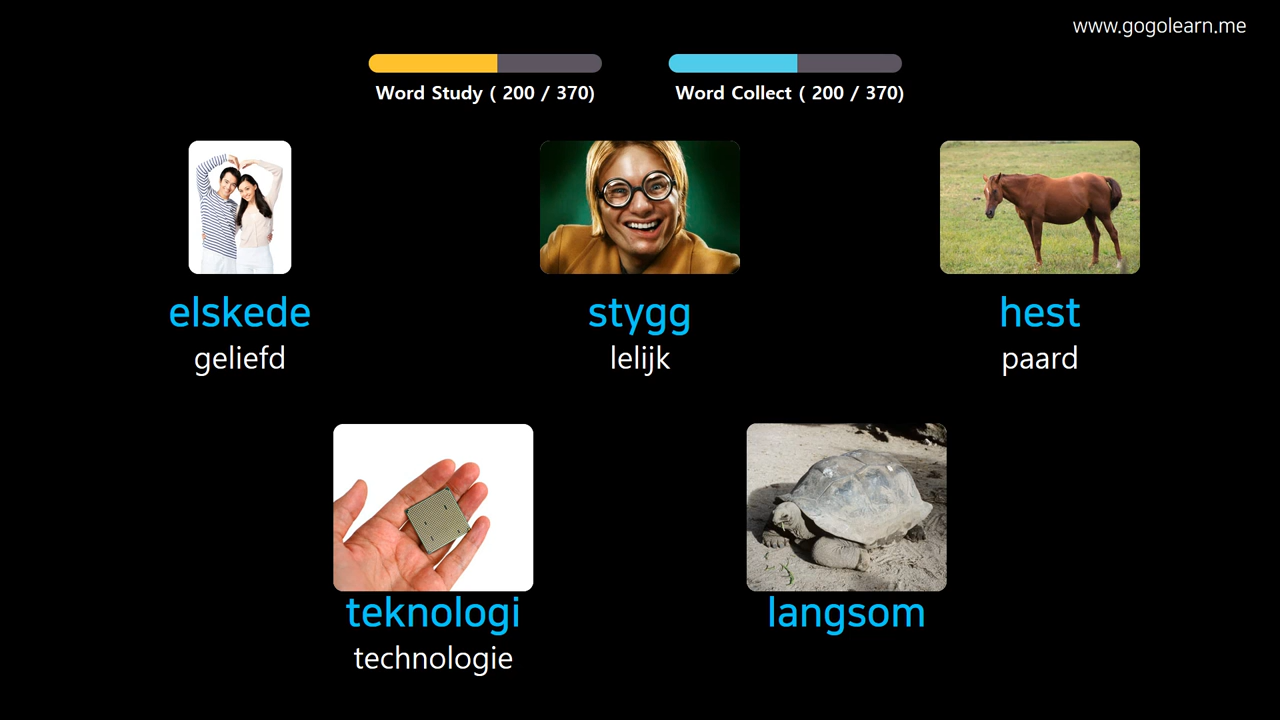 www.gogolearn.me
Word Study ( 200 / 370)
Word Collect ( 200 / 370)
elskede
geliefd
stygg
lelijk
hest
paard
teknologi
technologie
langsom